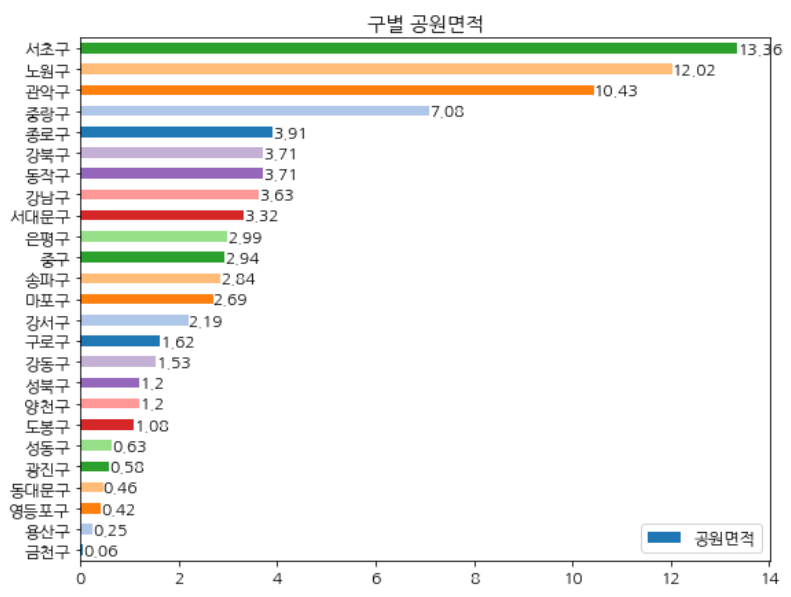 구별 공원면적
서초구 13.36
노원구 12.02
관악구 10.43
중랑구 7.08
종로구 3.91
강북구 3.71
동작구 3.71
강남구 3.63
서대문구 3.32
은평구 2.99
중구 2.94
송파구 2.84
마포구 2.69
강서구 2.19
구로구 1.62
강동구 1.53
성북구 1.2
양천구 1.2
도봉구 1.08
성동구 0.63
광진구 0.58
동대문구 0.46
영등포구 0.42
용산구 0.25
금천구 0.06
공원면적
0 2 4 6 8 10 12 14